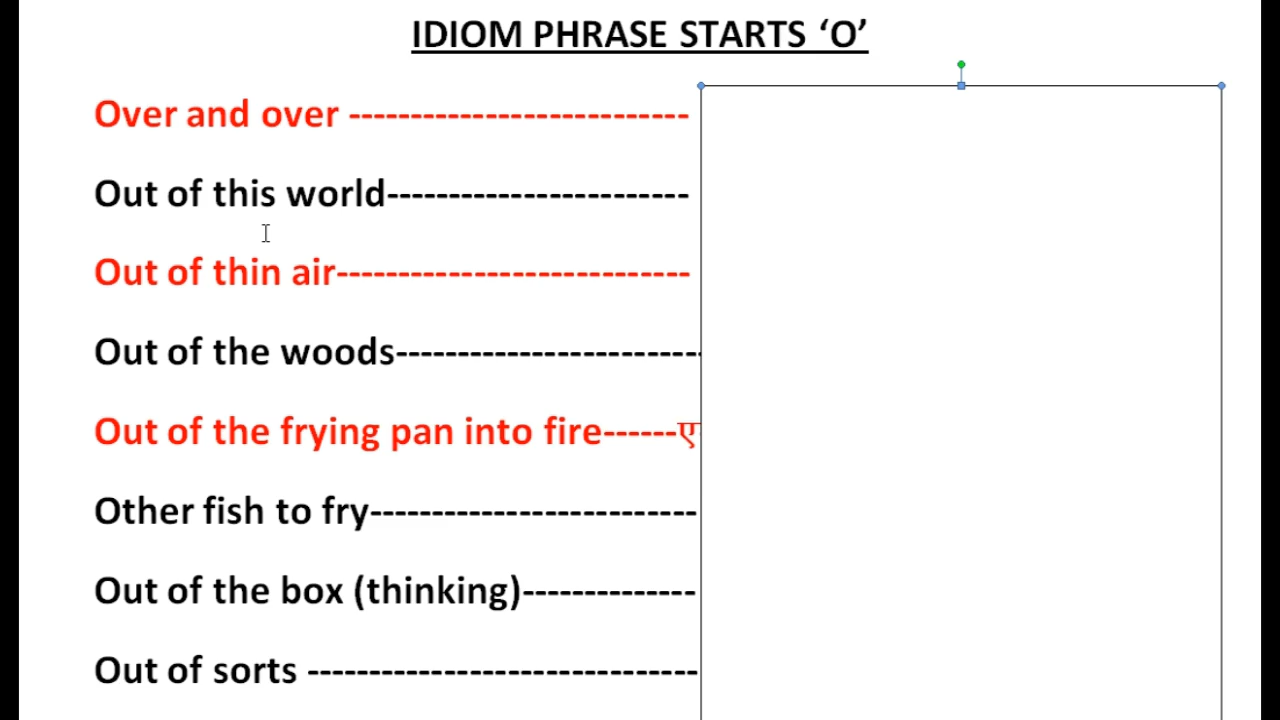 IDIOM PHRASE STARTS ‘O’
Over and over ---------------------------
Out of this world------------------------
Out of thin air----------------------------
Out of the woods-------------------------
Out of the frying pan into fire------ए
Other fish to fry--------------------------
Out of the box (thinking)--------------
Out of sorts -------------------------------